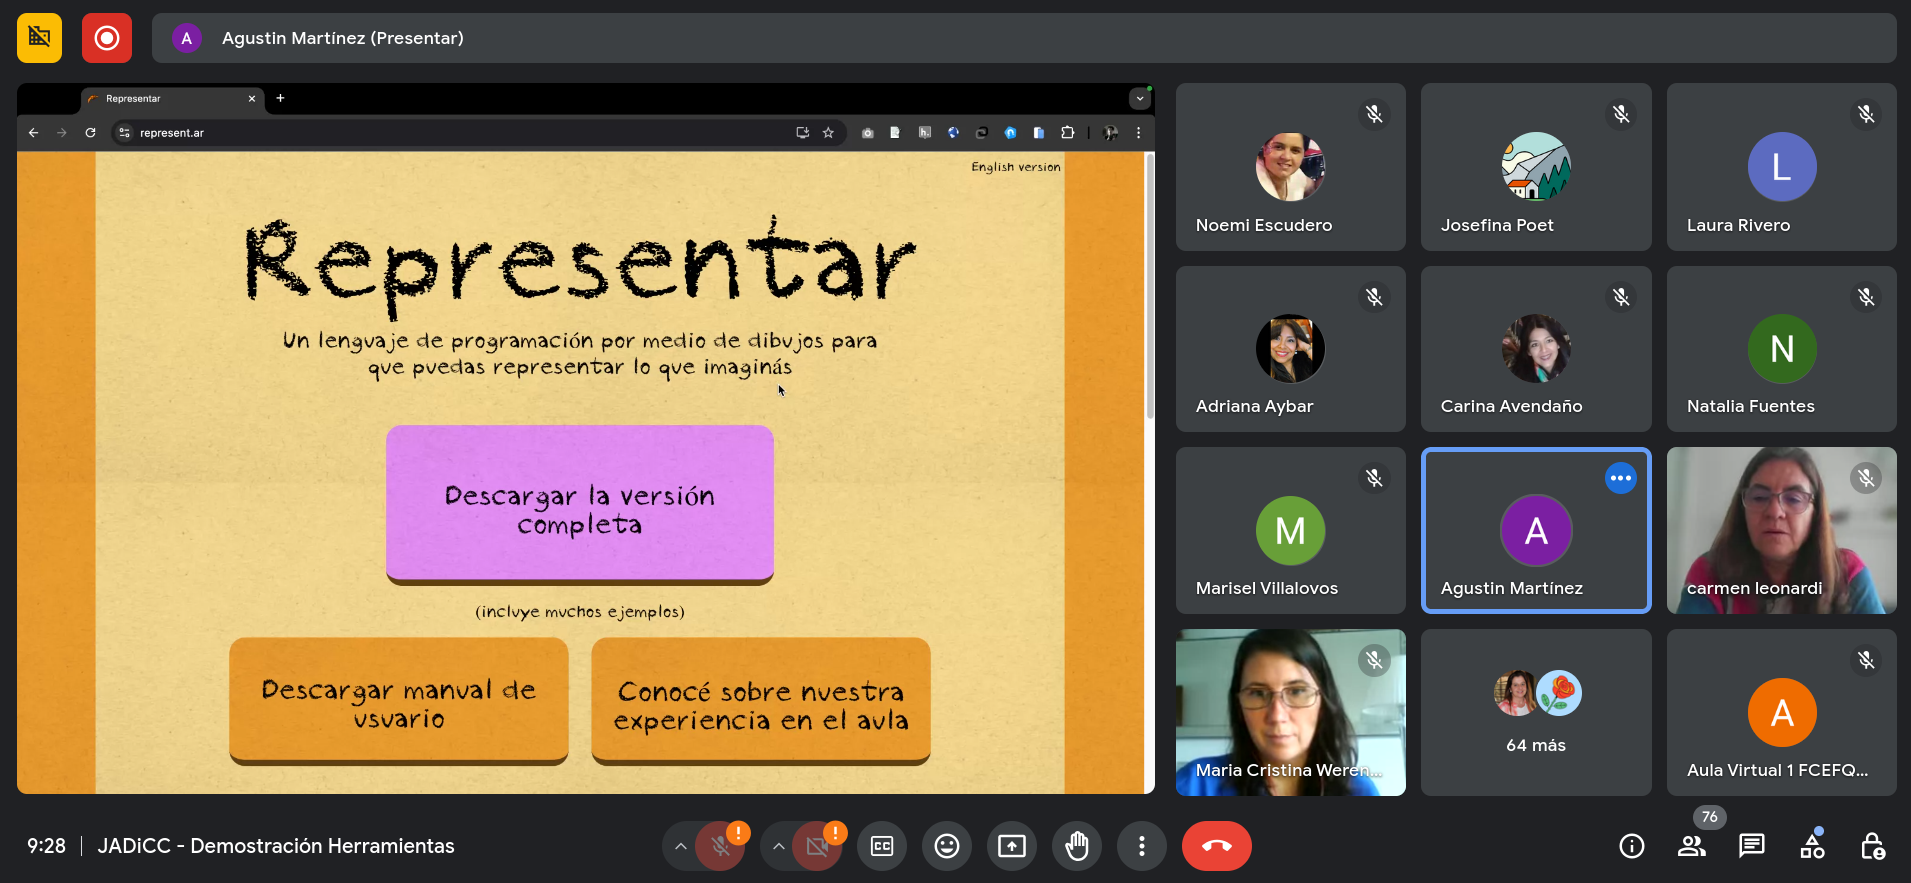 A Agustin Martínez (Presentar)
Representar
represent.ar
English version
Representar
Un lenguaje de programación por medio de dibujos para
que puedas representar lo que imaginás
Descargar la versión
completa
(incluye muchos ejemplos)
Descargar manual de
usuario
Conocé sobre nuestra
experiencia en el aula
Noemi Escudero
Josefina Poet
L
Laura Rivero
Adriana Aybar
Carina Avendaño
N
Natalia Fuentes
M
Marisel Villalovos
A
Agustin Martínez
carmen leonardi
Maria Cristina Weren...
64 más
A
Aula Virtual 1 FCEFQ...
9:28 | JADiCC - Demostración Herramientas
CC
76